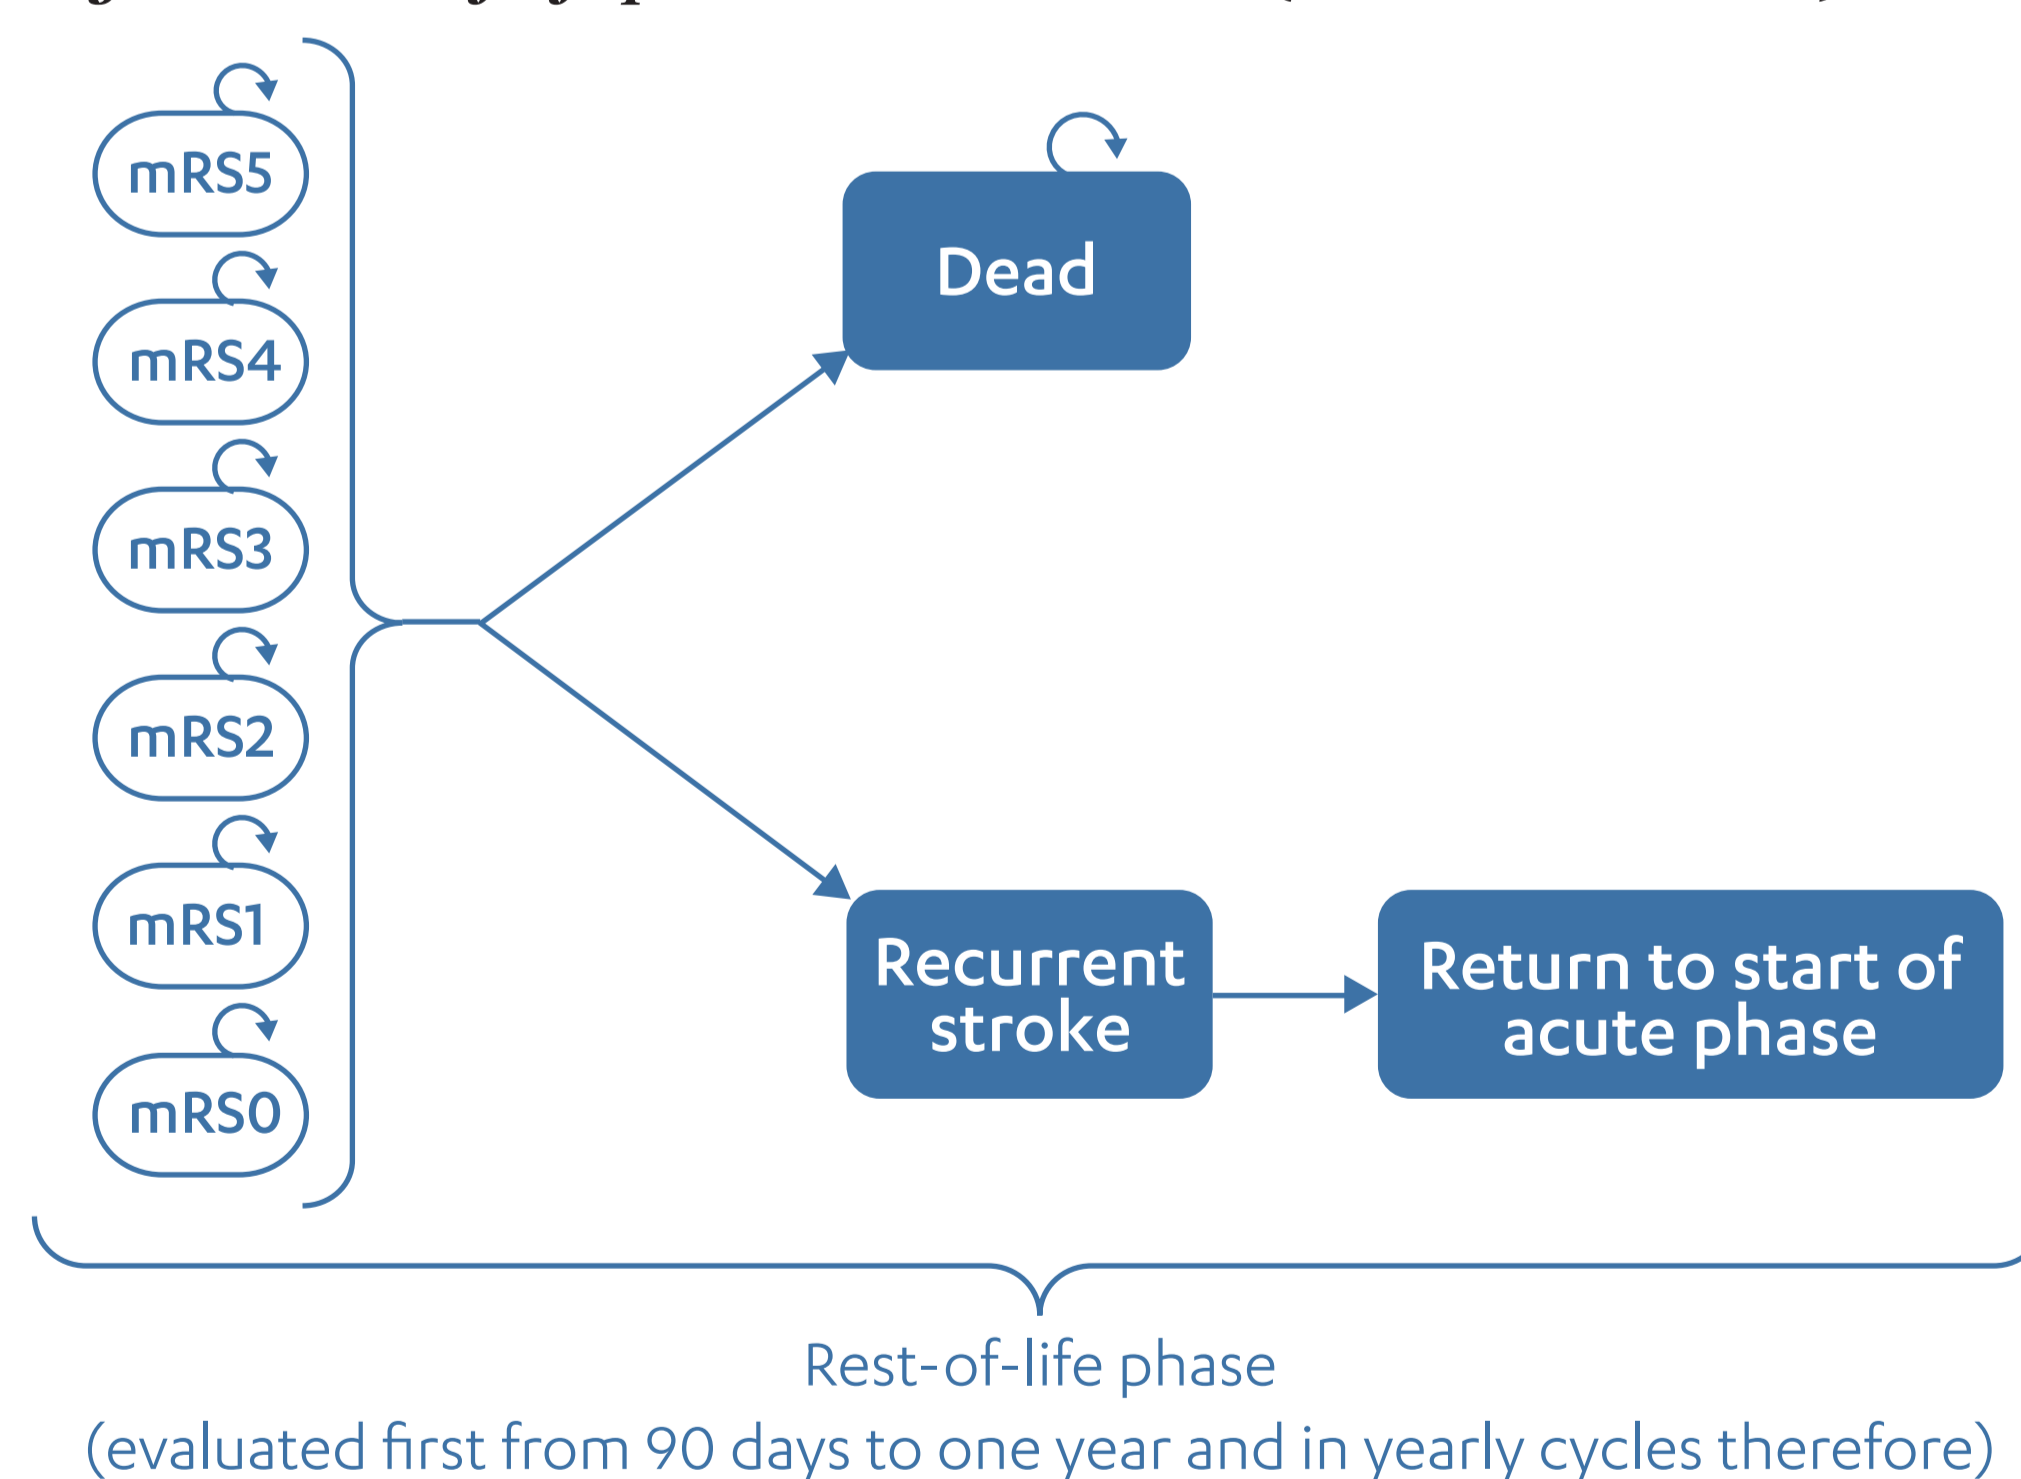 mRS5
mRS4
mRS3
mRS2
mRS1
mRS0
Dead
Recurrent
stroke
Return to start of
acute phase
Rest-of-life phase
(evaluated first from 90 days to one year and in yearly cycles therefore)